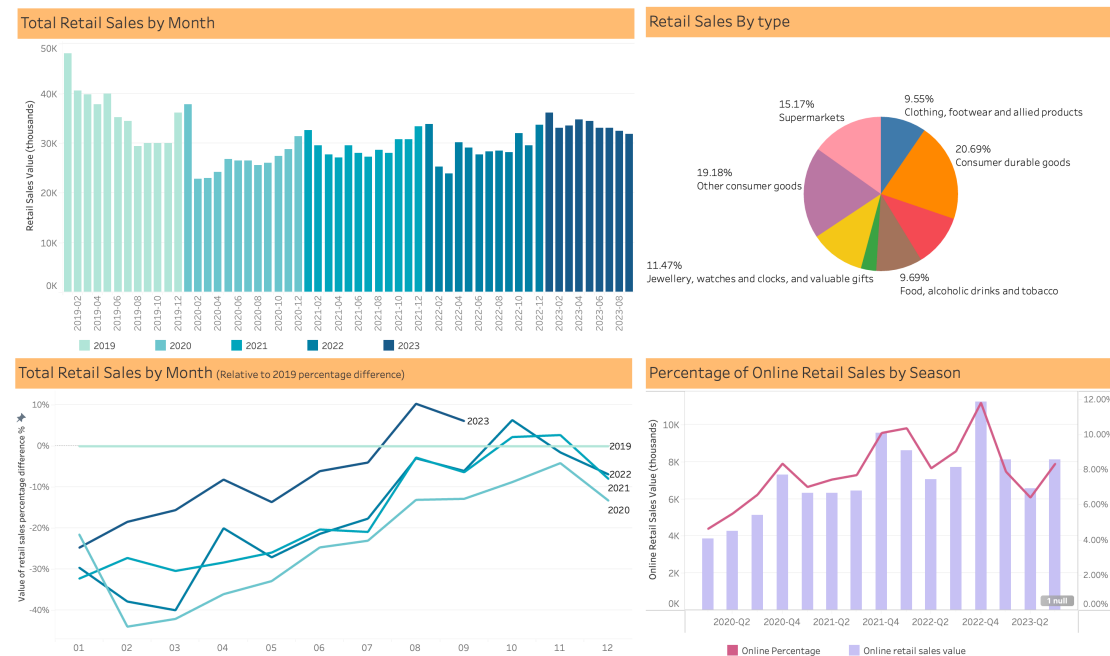 Total Retail Sales by Month
50K
40K
30K
20K
10K
0K
Retail Sales Value (thousands)
2019-02
2019-04
2019-06
2019-08
2019-10
2019-12
2020-02
2020-04
2020-06
2020-08
2020-10
2020-12
2021-02
2021-04
2021-06
2021-08
2021-10
2021-12
2022-02
2022-04
2022-06
2022-08
2022-10
2022-12
2023-02
2023-04
2023-06
2023-08
2019 2020 2021 2022 2023
Retail Sales By type
15.17%
Supermarkets
9.55%
Clothing, footwear and allied products
20.69%
Consumer durable goods
19.18%
Other consumer goods
11.47%
Jewellery, watches and clocks, and valuable gifts
9.69%
Food, alcoholic drinks and tobacco
Total Retail Sales by Month (Relative to 2019 percentage difference)
10%
0%
-10%
-20%
-30%
-40%
Value of retail sales percentage difference %
2023
2019
2022
2021
2020
01 02 03 04 05 06 07 08 09 10 11 12
Percentage of Online Retail Sales by Season
10K
8K
6K
4K
2K
0K
Online Retail Sales Value (thousands)
12.00%
10.00%
8.00%
6.00%
4.00%
2.00%
0.00%
1 null
2020-Q2 2020-Q4 2021-Q2 2021-Q4 2022-Q2 2022-Q4 2023-Q2
Online Percentage Online retail sales value